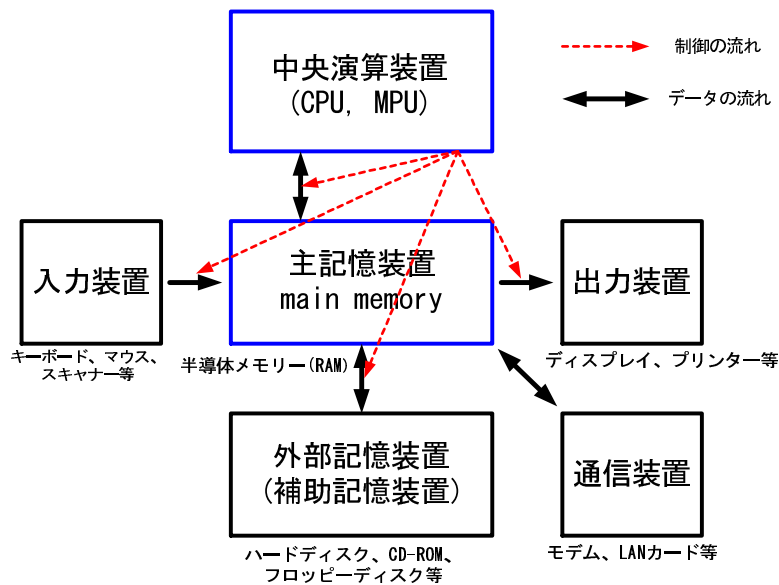 中央演算装置
(CPU, MPU)
制御の流れ
データの流れ
入力装置
主記憶装置
main memory
出力装置
キーボード、マウス、
スキャナー等
半導体メモリー(RAM)
ディスプレイ、プリンター等
外部記憶装置
(補助記憶装置)
通信装置
ハードディスク、CD-ROM、
フロッピーディスク等
モデム、LANカード等